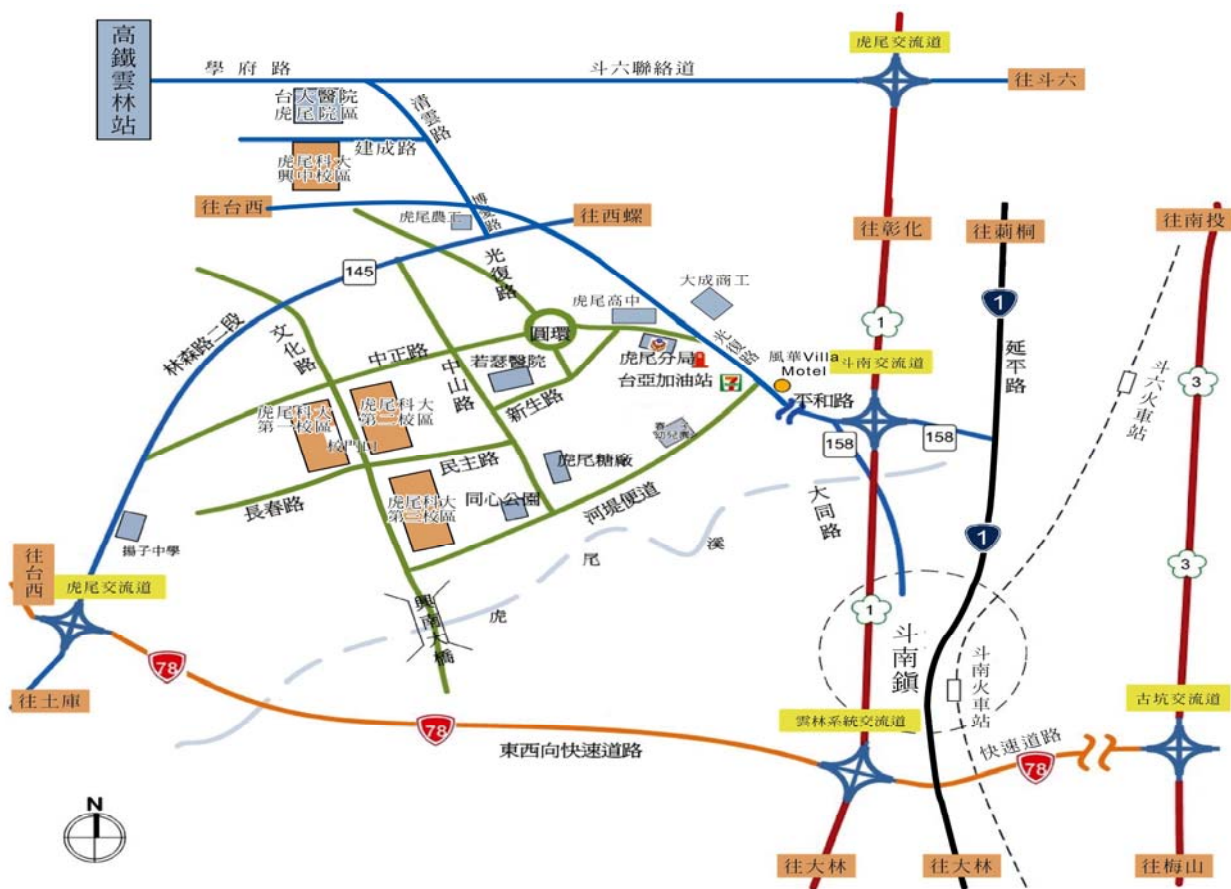 高鐵雲林站
學府路
斗六聯絡道
虎尾交流道
往斗六
台大醫院
虎尾院區
清雲路
建成路
虎尾科大
興中校區
往台西
虎尾農工
博愛路
往西螺
往彰化
往莿桐
往南投
145
光復路
大成商工
1
虎尾高中
圓環
1
林森路二段
文化路
中正路
中山路
若瑟醫院
虎尾分局
台亞加油站
7
光復路
風華Villa
Motel
斗南交流道
延平路
斗六火車站
3
新生路
平和路
虎尾科大
第一校區
校門口
虎尾科大
第二校區
158
158
民主路
虎尾糖廠
大同路
長春路
虎尾科大
第三校區
同心公園
河堤便道
1
揚子中學
虎尾溪
3
往台西
虎尾交流道
興南大橋
1
斗南鎮
斗南火車站
78
往土庫
78
東西向快速道路
雲林系統交流道
古坑交流道
快速道路
78
N
往大林
往大林
往梅山